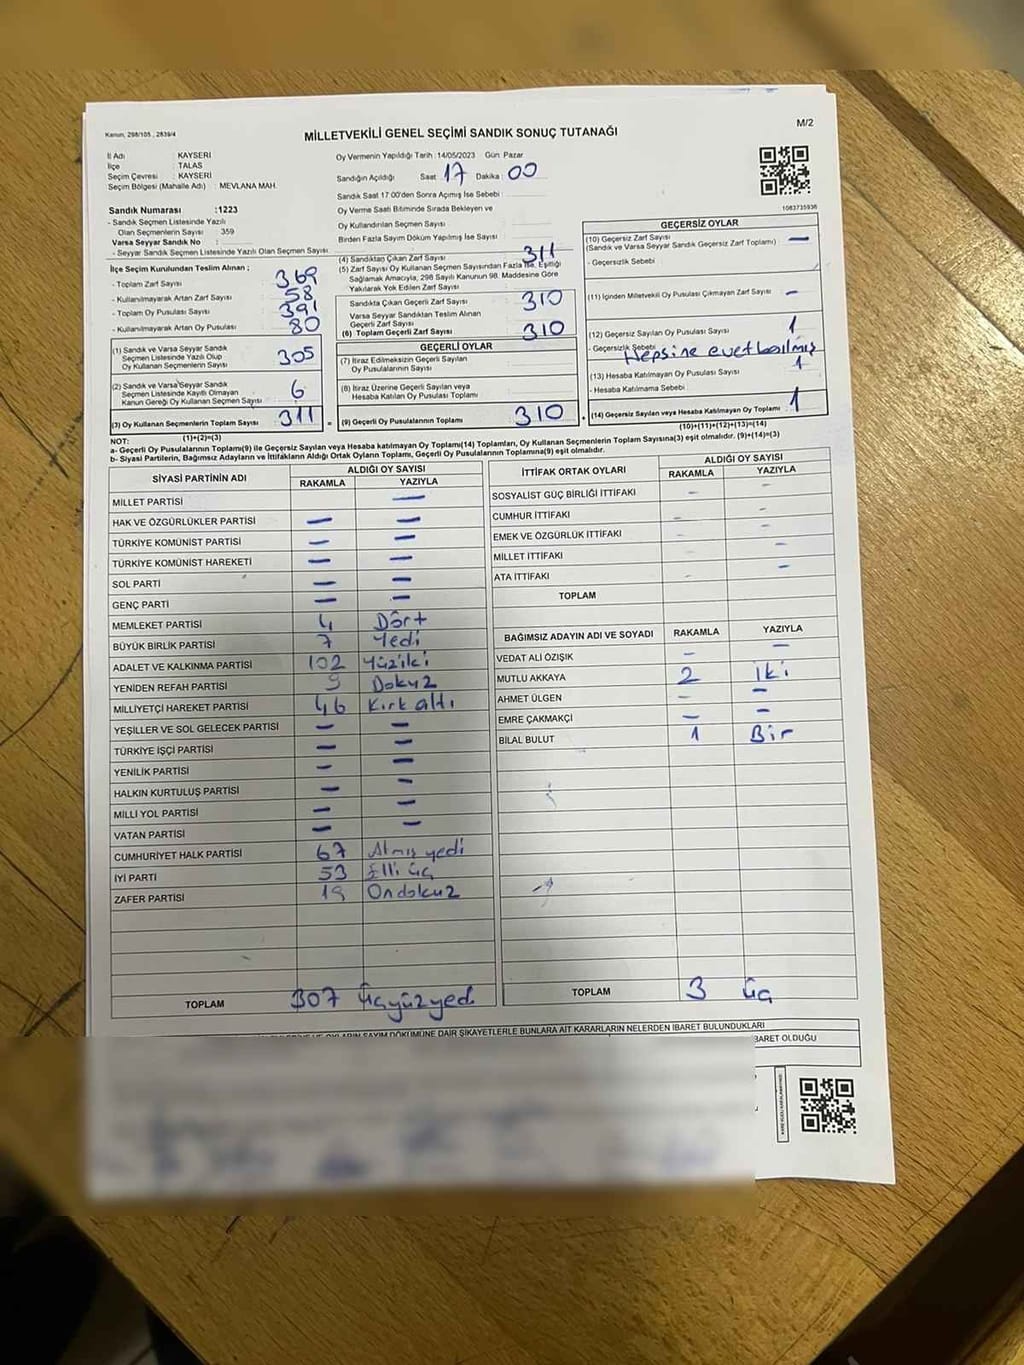 Kanun, 298/105 , 2839/4
MİLLETVEKİLİ GENEL SEÇİMİ SANDIK SONUÇ TUTANAĞI
M/2
İl Adı : KAYSERİ
İlçe : TALAS
Seçim Çevresi : KAYSERİ
Seçim Bölgesi (Mahalle Adı) : MEVLANA MAH.
Oy Vermenin Yapıldığı Tarih : 14/05/2023 Gün Pazar
Sandığın Açıldığı Saat 17 Dakika : 00
Sandık Saat 17 00'den Sonra Açımış İse Sebebi :
Oy Verme Saati Bitiminde Sırada Bekleyen ve
Oy Kullandırılan Seçmen Sayısı :
Birden Fazla Sayım Döküm Yapılmış İse Sayısı :
1083735936
Sandık Numarası : 1223
- Sandık Seçmen Listesinde Yazılı
Olan Seçmenlerin Sayısı 359
Varsa Seyyar Sandık No :
- Seyyar Sandık Seçmen Listesinde Yazılı Olan Seçmen Sayısı :
İlçe Seçim Kurulundan Teslim Alınan ;
- Toplam Zarf Sayısı : 369
- Kullanılmayarak Artan Zarf Sayısı : 58
- Toplam Oy Pusulası Sayısı : 391
- Kullanılmayarak Artan Oy Pusulası : 80
(1) Sandık ve Varsa Seyyar Sandık
Seçmen Listesinde Yazılı Olup
Oy Kullanan Seçmenlerin Sayısı : 305
(2) Sandık ve Varsa Seyyar Sandık
Seçmen Listesinde Kayıtlı Olmayan
Kanun Gereği Oy Kullanan Seçmen Sayısı : 6
(3) Oy Kullanan Seçmenlerin Toplam Sayısı : 311
(1)+(2)=(3)
(4) Sandıktan Çıkan Zarf Sayısı : 311
(5) Zarf Sayısı Oy Kullanan Seçmen Sayısından Fazla İse, Eşitliği
Sağlamak Amacıyla; 298 Sayılı Kanunun 98. Maddesine Göre
Yakılarak Yok Edilen Zarf Sayısı :
Sandıkta Çıkan Geçerli Zarf Sayısı : 310
Varsa Seyyar Sandıktan Teslim Alınan
Geçerli Zarf Sayısı :
(6) Toplam Geçerli Zarf Sayısı : 310
GEÇERLİ OYLAR
(7) İtiraz Edilmeksizin Geçerli Sayılan
Oy Pusulasının Sayısı :
(8) İtiraz Üzerine Geçerli Sayılan veya
Hesaba Katılan Oy Pusulası Toplamı :
(9) Geçerli Oy Pusulalarının Toplamı : 310
GEÇERSİZ OYLAR
(10) Geçersiz Zarf Sayısı : —
(Sandık ve Varsa Seyyar Sandık Geçersiz Zarf Toplamı)
- Geçersizlik Sebebi :
(11) İçinden Milletvekili Oy Pusulası Çıkmayan Zarf Sayısı : —
(12) Geçersiz Sayılan Oy Pusulası Sayısı : 1
- Geçersizlik Sebebi : Hepsine evet basılmış
(13) Hesaba Katılmayan Oy Pusulası Sayısı : 1
- Hesaba Katılmama Sebebi :
(14) Geçersiz Sayılan veya Hesaba Katılmayan Oy Toplamı : 1
(10)+(11)+(12)+(13)=(14)
NOT:
a- Geçerli Oy Pusulalarının Toplamı(9) ile Geçersiz Sayılan veya Hesaba katılmayan Oy Toplamı(14) Toplamları, Oy Kullanan Seçmenlerin Toplam Sayısına(3) eşit olmalıdır. (9)+(14)=(3)
b- Siyasi Partilerin, Bağımsız Adayların ve İttifakların Aldığı Ortak Oyların Toplamı, Geçerli Oy Pusulalarının Toplamına(9) eşit olmalıdır.
SİYASİ PARTİNİN ADI ALDIĞI OY SAYISI
RAKAMLA YAZIYLA
MİLLET PARTİSİ —
HAK VE ÖZGÜRLÜKLER PARTİSİ — —
TÜRKİYE KOMÜNİST PARTİSİ — —
TÜRKİYE KOMÜNİST HAREKETİ — —
SOL PARTİ — —
GENÇ PARTİ — —
MEMLEKET PARTİSİ 4 Dört
BÜYÜK BİRLİK PARTİSİ 7 Yedi
ADALET VE KALKINMA PARTİSİ 102 Yüziki
YENİDEN REFAH PARTİSİ 9 Dokuz
MİLLİYETÇİ HAREKET PARTİSİ 46 Kırk altı
YEŞİLLER VE SOL GELECEK PARTİSİ — —
TÜRKİYE İŞÇİ PARTİSİ — —
YENİLİK PARTİSİ — —
HALKIN KURTULUŞ PARTİSİ — —
MİLLİ YOL PARTİSİ — —
VATAN PARTİSİ — —
CUMHURİYET HALK PARTİSİ 67 Atmış yedi
İYİ PARTİ 53 Elli üç
ZAFER PARTİSİ 19 Ondokuz
TOPLAM 307 Üçyüzyedi
İTTİFAK ORTAK OYLARI ALDIĞI OY SAYISI
RAKAMLA YAZIYLA
SOSYALİST GÜÇ BİRLİĞİ İTTİFAKI — —
CUMHUR İTTİFAKI — —
EMEK VE ÖZGÜRLÜK İTTİFAKI — —
MİLLET İTTİFAKI —
ATA İTTİFAKI — —
TOPLAM
BAĞIMSIZ ADAYIN ADI VE SOYADI RAKAMLA YAZIYLA
VEDAT ALİ ÖZIŞIK — —
MUTLU AKKAYA 2 İki
AHMET ÜLGEN — —
EMRE ÇAKMAKÇI — —
BİLAL BULUT 1 Bir
TOPLAM 3 üç
OYLARIN SAYIM DÖKÜMÜNE DAİR ŞİKAYETLERLE BUNLARA AİT KARARLARIN NELERDEN İBARET BULUNDUKLARI
BARET OLDUĞU